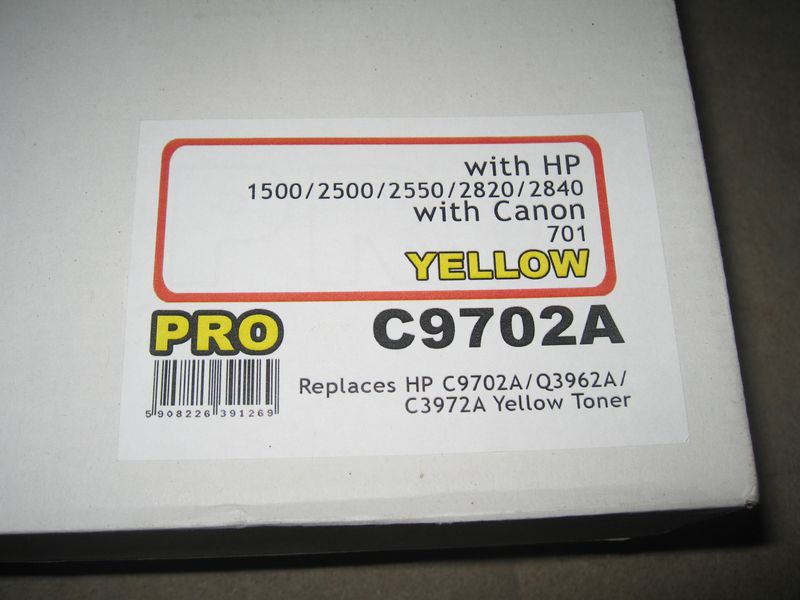 with HP
1500/2500/2550/2820/2840
with Canon
701
YELLOW
PRO
C9702A
5 908226 391269
Replaces HP C9702A/Q3962A/
C3972A Yellow Toner